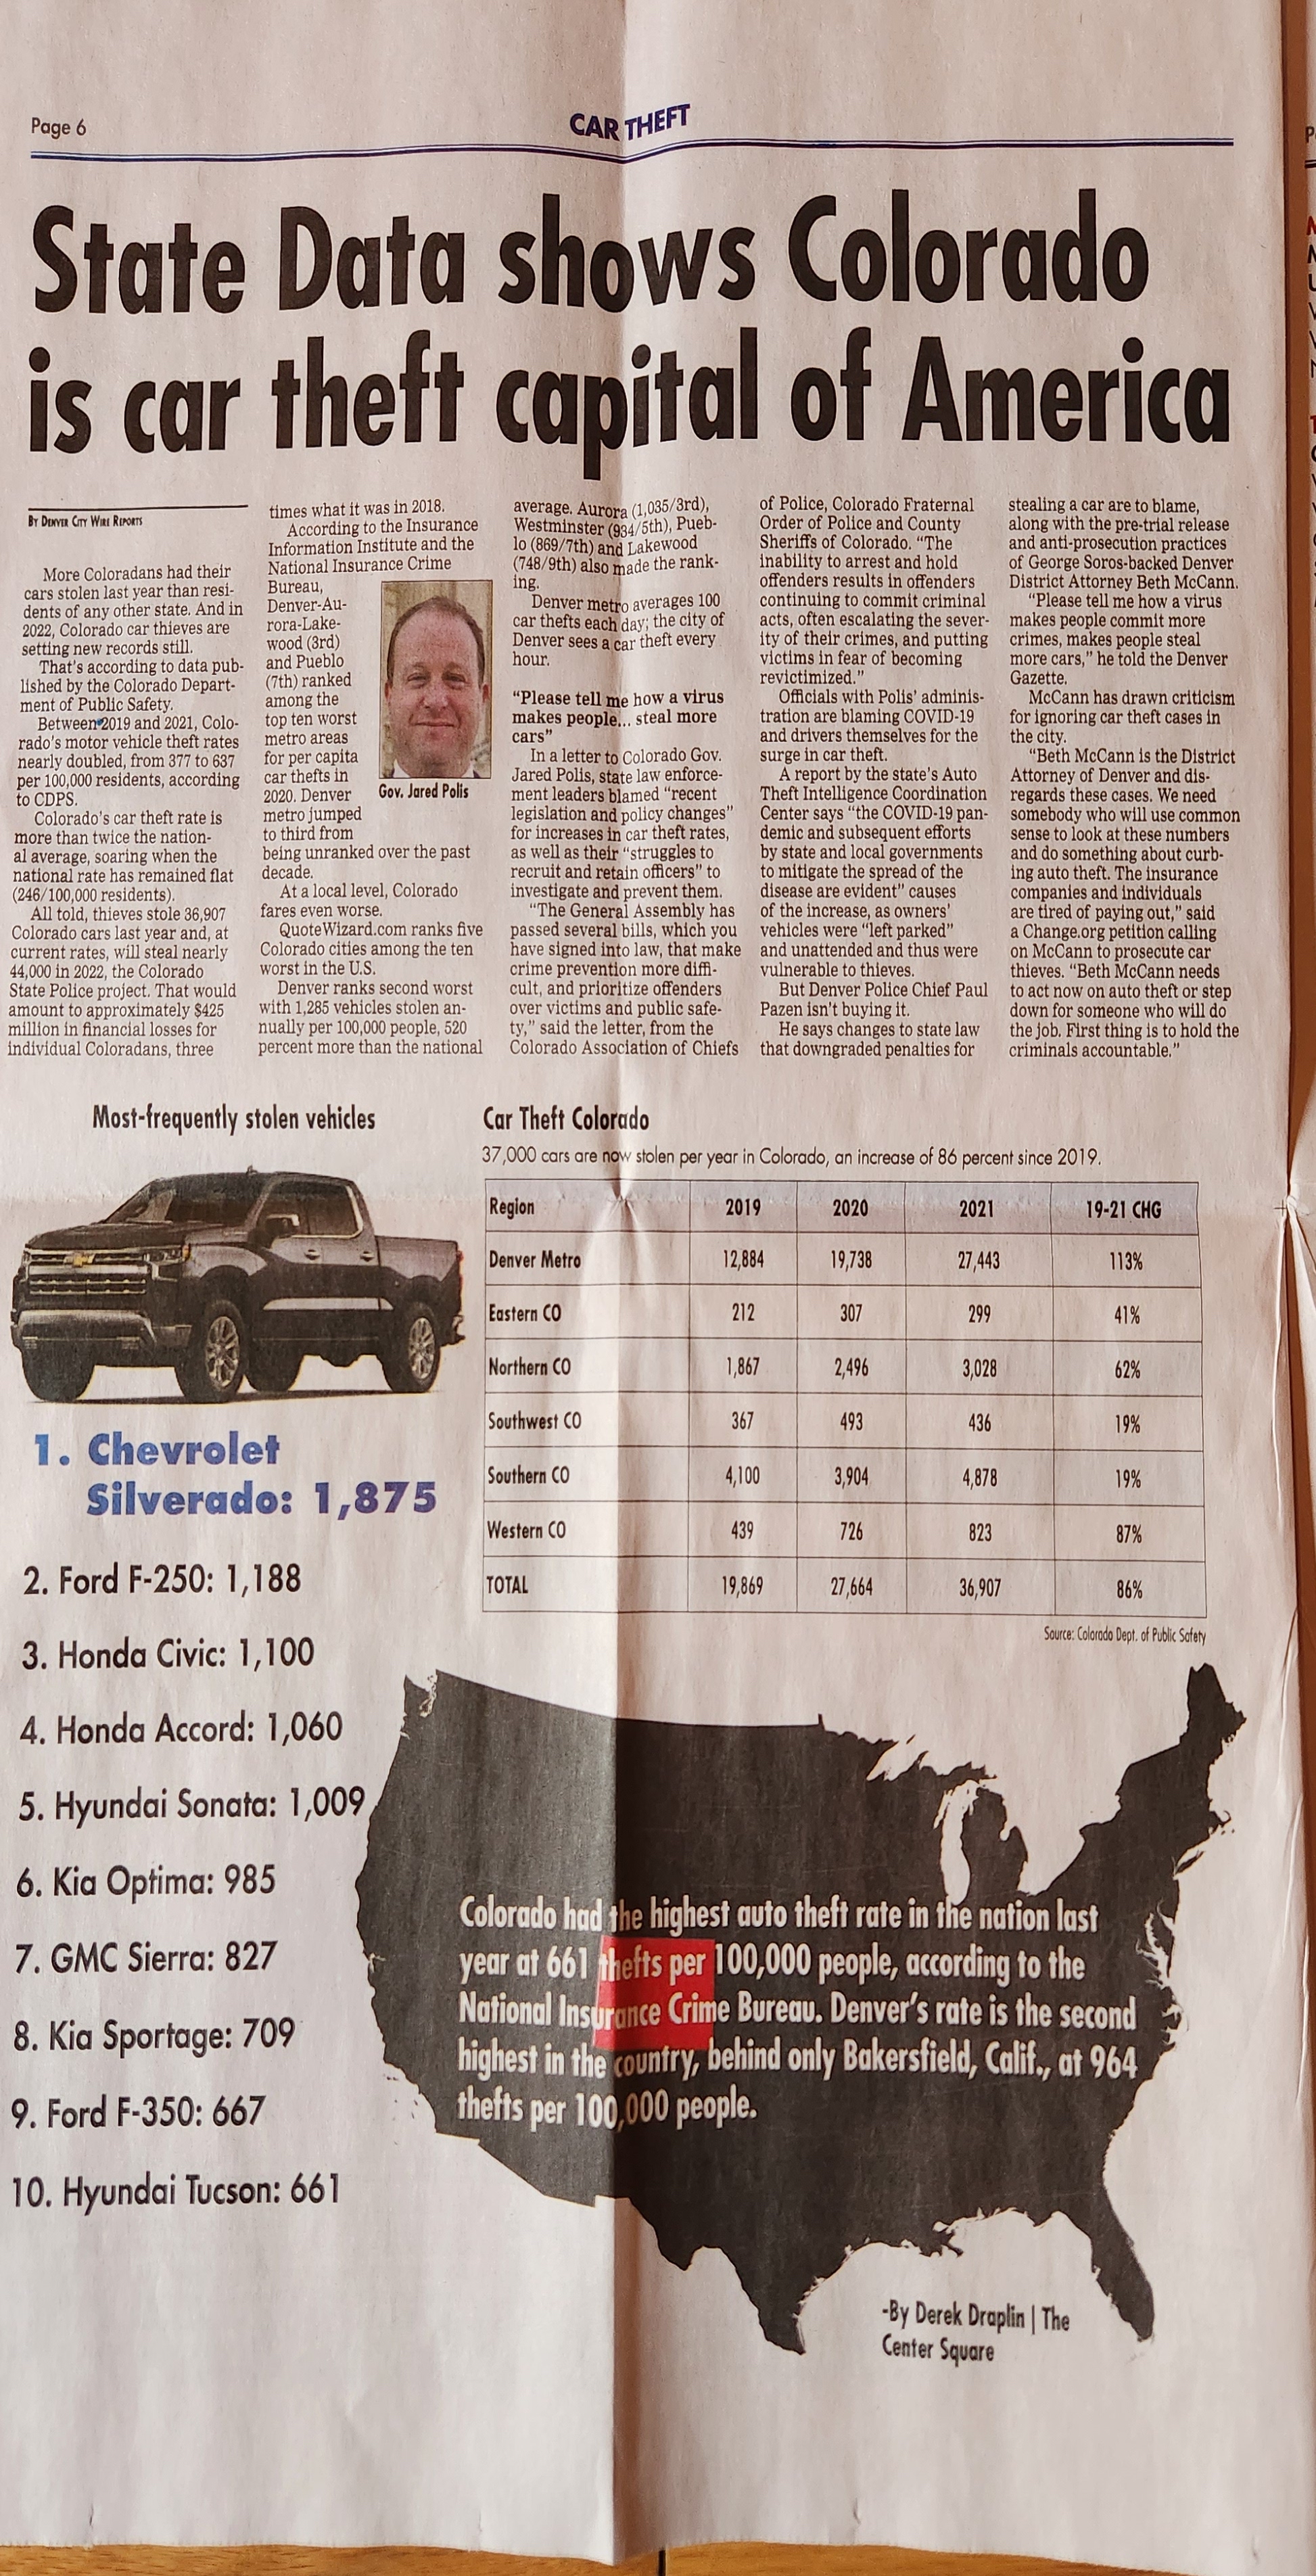 Page 6
CAR THEFT
State Data shows Colorado
is car theft capital of America
By Denver City Wire Reports
More Coloradans had their
cars stolen last year than resi-
dents of any other state. And in
2022, Colorado car thieves are
setting new records still.
That's according to data pub-
lished by the Colorado Depart-
ment of Public Safety.
Between 2019 and 2021, Colo-
rado's motor vehicle theft rates
nearly doubled, from 377 to 637
per 100,000 residents, according
to CDPS.
Colorado's car theft rate is
more than twice the nation-
al average, soaring when the
national rate has remained flat
(246/100,000 residents).
All told, thieves stole 36,907
Colorado cars last year and, at
current rates, will steal nearly
44,000 in 2022, the Colorado
State Police project. That would
amount to approximately $425
million in financial losses for
individual Coloradans, three
times what it was in 2018.
According to the Insurance
Information Institute and the
National Insurance Crime
Bureau,
Denver-Au-
rora-Lake-
wood (3rd)
and Pueblo
(7th) ranked
among the
top ten worst
metro areas
for per capita
car thefts in
2020. Denver
metro jumped
to third from
being unranked over the past
decade.
At a local level, Colorado
fares even worse.
QuoteWizard.com ranks five
Colorado cities among the ten
worst in the U.S.
Denver ranks second worst
with 1,285 vehicles stolen an-
nually per 100,000 people, 520
percent more than the national
Gov. Jared Polis
average. Aurora (1,035/3rd),
Westminster (934/5th), Pueb-
lo (869/7th) and Lakewood
(748/9th) also made the rank-
ing.
Denver metro averages 100
car thefts each day; the city of
Denver sees a car theft every
hour.
"Please tell me how a virus
makes people... steal more
cars"
In a letter to Colorado Gov.
Jared Polis, state law enforce-
ment leaders blamed "recent
legislation and policy changes"
for increases in car theft rates,
as well as their "struggles to
recruit and retain officers" to
investigate and prevent them.
"The General Assembly has
passed several bills, which you
have signed into law, that make
crime prevention more diffi-
cult, and prioritize offenders
over victims and public safe-
ty," said the letter, from the
Colorado Association of Chiefs
of Police, Colorado Fraternal
Order of Police and County
Sheriffs of Colorado. "The
inability to arrest and hold
offenders results in offenders
continuing to commit criminal
acts, often escalating the sever-
ity of their crimes, and putting
victims in fear of becoming
revictimized."
Officials with Polis' adminis-
tration are blaming COVID-19
and drivers themselves for the
surge in car theft.
A report by the state's Auto
Theft Intelligence Coordination
Center says "the COVID-19 pan-
demic and subsequent efforts
by state and local governments
to mitigate the spread of the
disease are evident" causes
of the increase, as owners'
vehicles were "left parked"
and unattended and thus were
vulnerable to thieves.
But Denver Police Chief Paul
Pazen isn't buying it.
He says changes to state law
that downgraded penalties for
stealing a car are to blame,
along with the pre-trial release
and anti-prosecution practices
of George Soros-backed Denver
District Attorney Beth McCann.
"Please tell me how a virus
makes people commit more
crimes, makes people steal
more cars," he told the Denver
Gazette.
McCann has drawn criticism
for ignoring car theft cases in
the city.
"Beth McCann is the District
Attorney of Denver and dis-
regards these cases. We need
somebody who will use common
sense to look at these numbers
and do something about curb-
ing auto theft. The insurance
companies and individuals
are tired of paying out," said
a Change.org petition calling
on McCann to prosecute car
thieves. "Beth McCann needs
to act now on auto theft or step
down for someone who will do
the job. First thing is to hold the
criminals accountable."
Most-frequently stolen vehicles
1. Chevrolet
Silverado: 1,875
2. Ford F-250: 1,188
3. Honda Civic: 1,100
4. Honda Accord: 1,060
5. Hyundai Sonata: 1,009
6. Kia Optima: 985
7. GMC Sierra: 827
8. Kia Sportage: 709
9. Ford F-350: 667
10. Hyundai Tucson: 661
Car Theft Colorado
37,000 cars are now stolen per year in Colorado, an increase of 86 percent since 2019.
Region 2019 2020 2021 19-21 CHG
Denver Metro 12,884 19,738 27,443 113%
Eastern CO 212 307 299 41%
Northern CO 1,867 2,496 3,028 62%
Southwest CO 367 493 436 19%
Southern CO 4,100 3,904 4,878 19%
Western CO 439 726 823 87%
TOTAL 19,869 27,664 36,907 86%
Source: Colorado Dept. of Public Safety
Colorado had the highest auto theft rate in the nation last
year at 661 thefts per 100,000 people, according to the
National Insurance Crime Bureau. Denver's rate is the second
highest in the country, behind only Bakersfield, Calif., at 964
thefts per 100,000 people.
-By Derek Draplin | The
Center Square